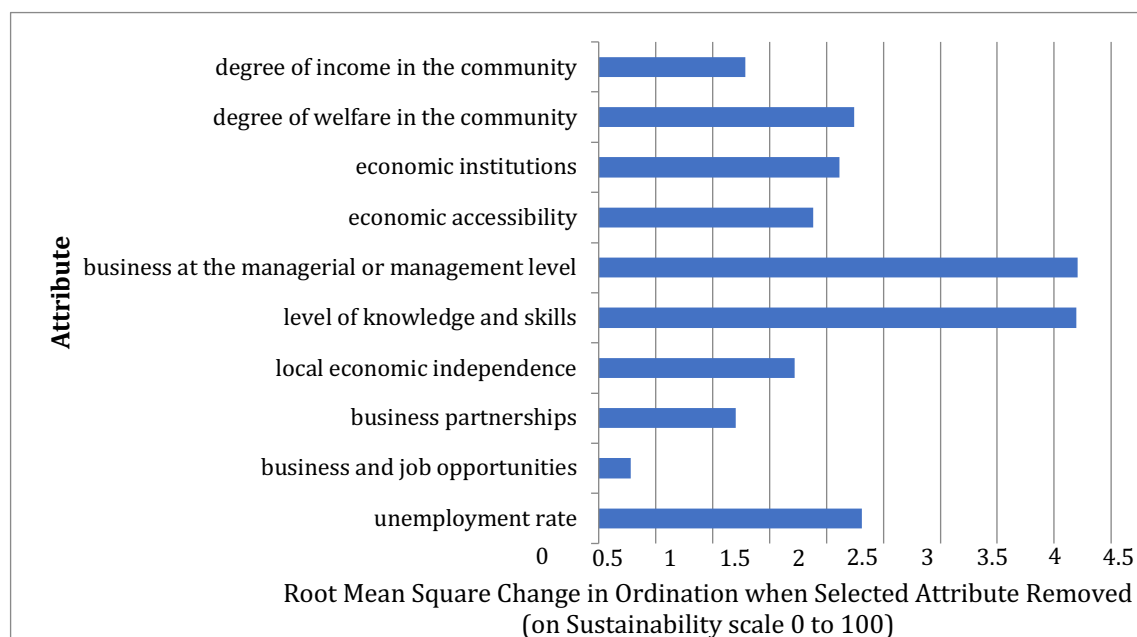 degree of income in the community
degree of welfare in the community
economic institutions
economic accessibility
business at the managerial or management level
level of knowledge and skills
local economic independence
business partnerships
business and job opportunities
unemployment rate
Attribute
0 0.5 1 1.5 2 2.5 3 3.5 4 4.5
Root Mean Square Change in Ordination when Selected Attribute Removed
(on Sustainability scale 0 to 100)